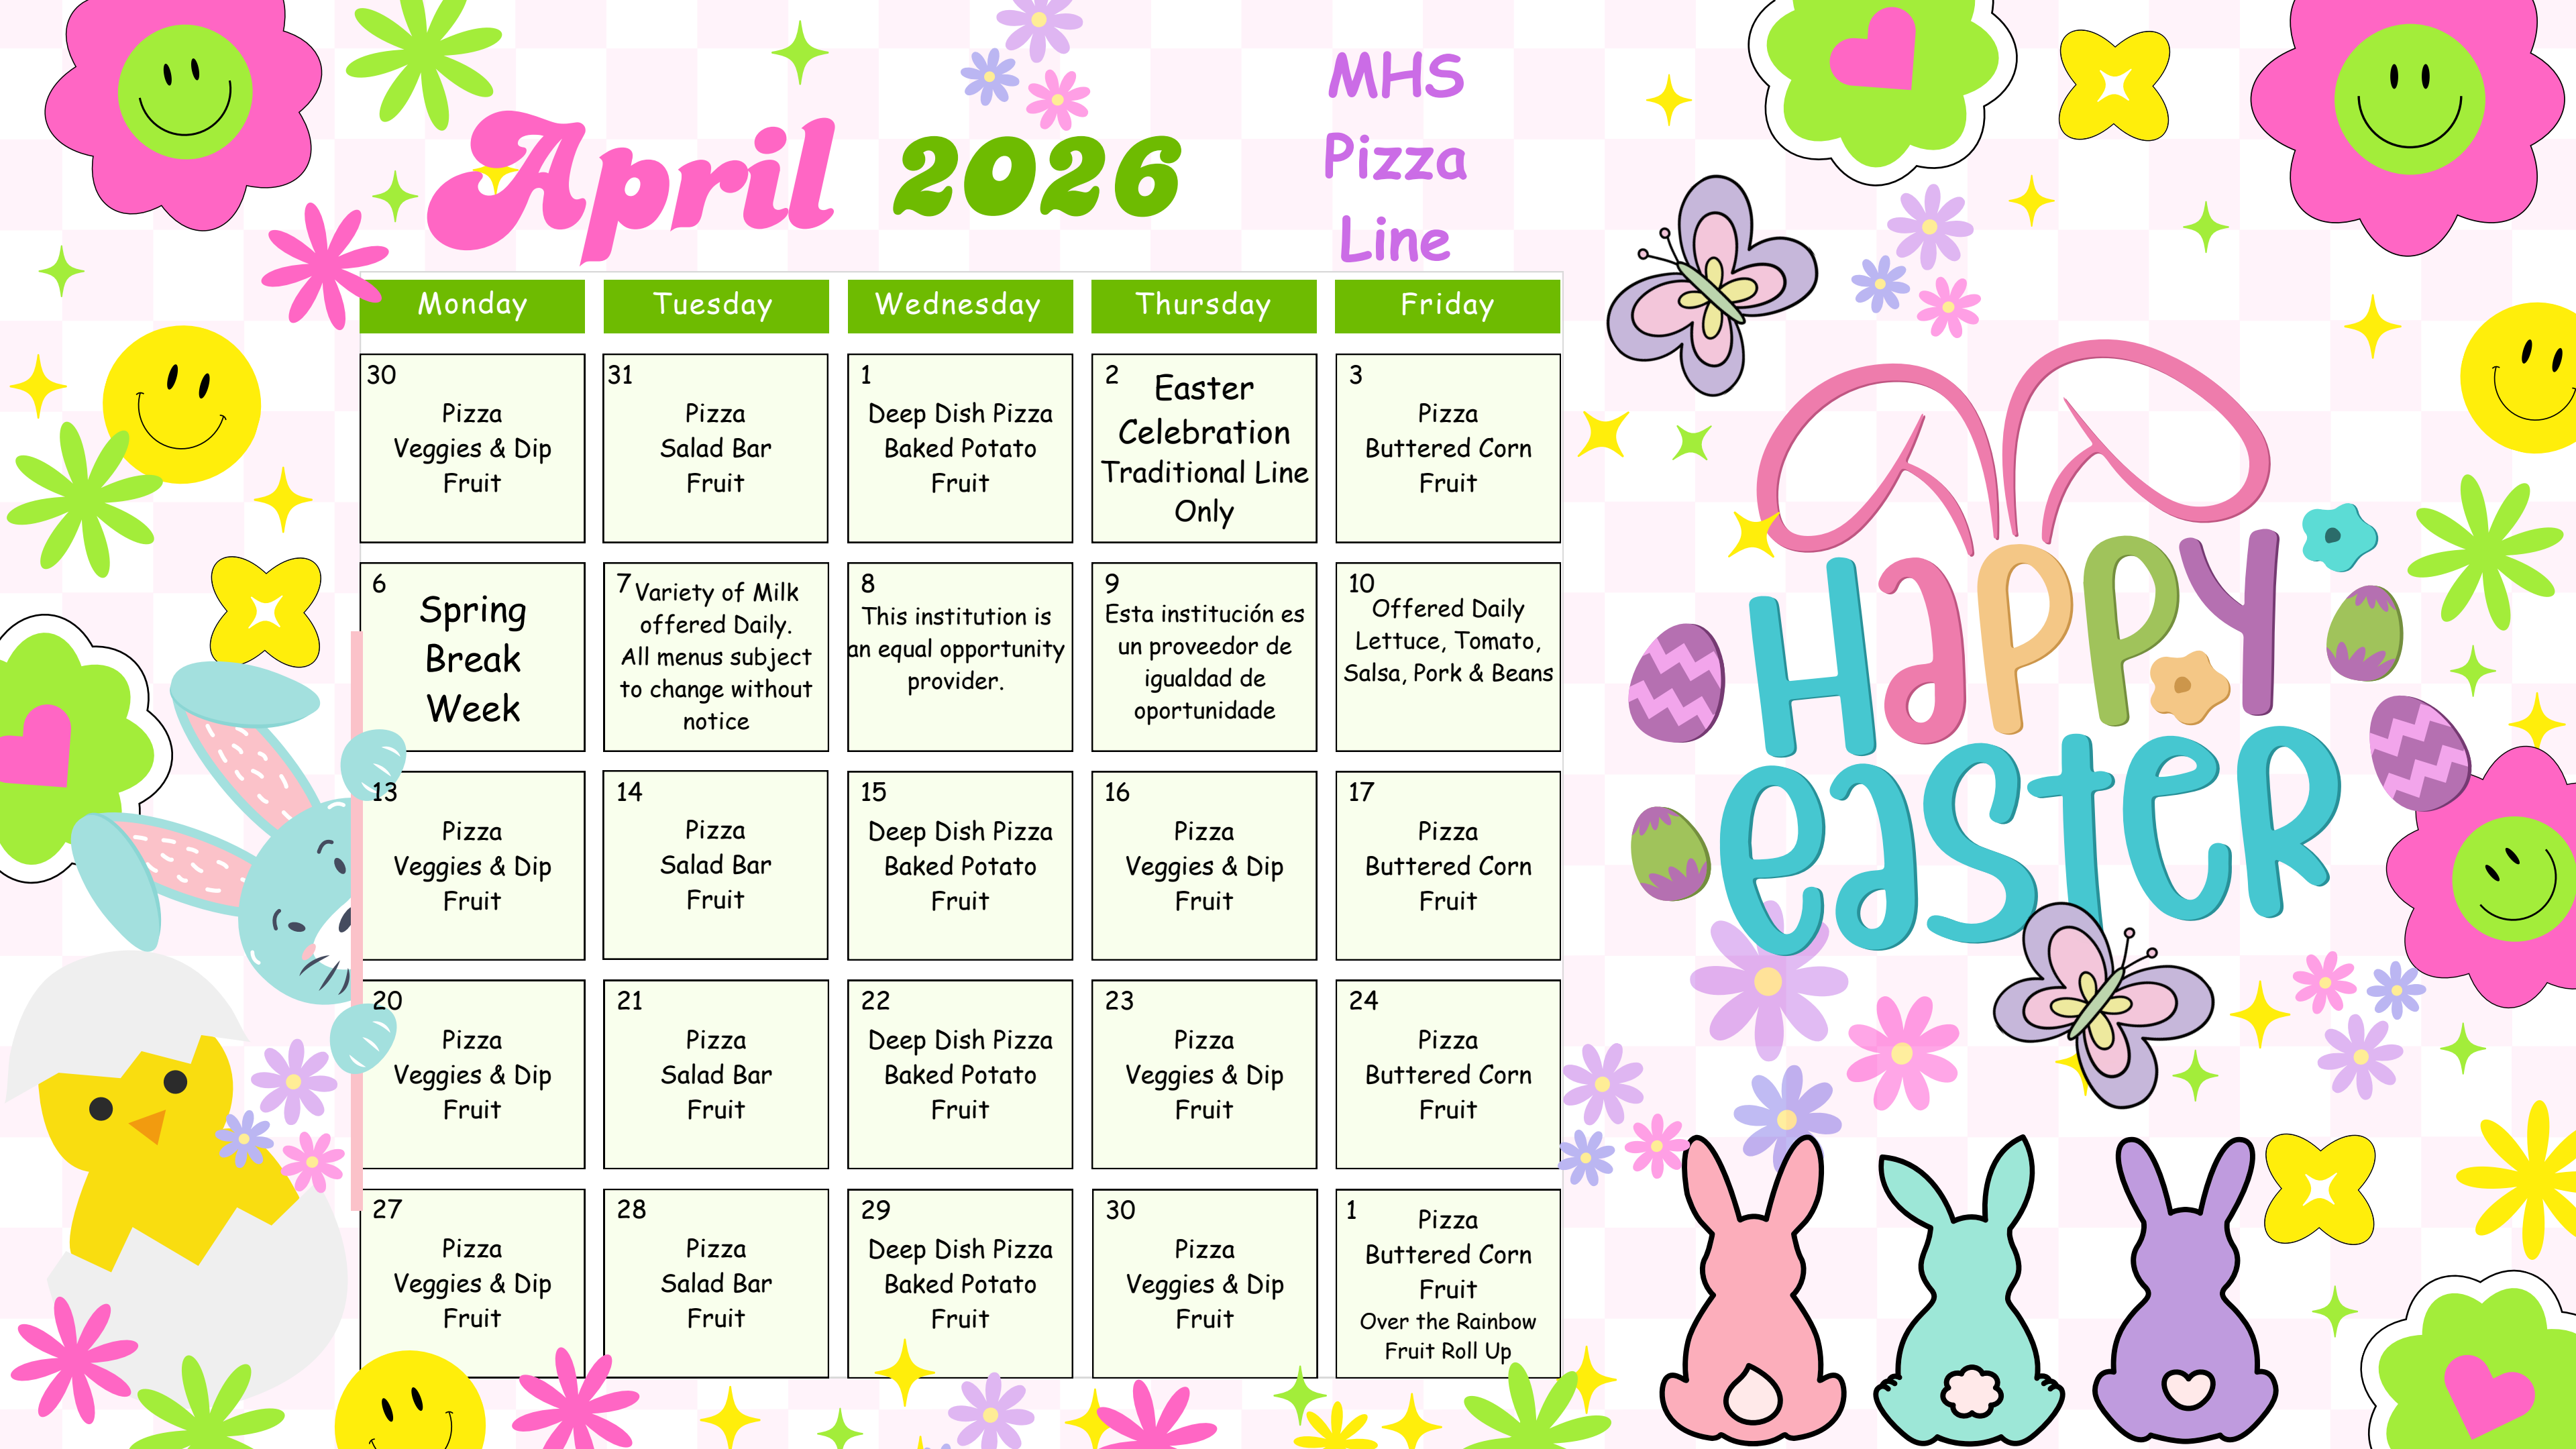 April 2026
MHS
Pizza
Line
Monday
Tuesday
Wednesday
Thursday
Friday
30
Pizza
Veggies & Dip
Fruit
31
Pizza
Salad Bar
Fruit
1
Deep Dish Pizza
Baked Potato
Fruit
2
Easter
Celebration
Traditional Line
Only
3
Pizza
Buttered Corn
Fruit
6
Spring
Break
Week
7
Variety of Milk
offered Daily.
All menus subject
to change without
notice
8
This institution is
an equal opportunity
provider.
9
Esta institución es
un proveedor de
igualdad de
oportunidade
10
Offered Daily
Lettuce, Tomato,
Salsa, Pork & Beans
13
Pizza
Veggies & Dip
Fruit
14
Pizza
Salad Bar
Fruit
15
Deep Dish Pizza
Baked Potato
Fruit
16
Pizza
Veggies & Dip
Fruit
17
Pizza
Buttered Corn
Fruit
20
Pizza
Veggies & Dip
Fruit
21
Pizza
Salad Bar
Fruit
22
Deep Dish Pizza
Baked Potato
Fruit
23
Pizza
Veggies & Dip
Fruit
24
Pizza
Buttered Corn
Fruit
27
Pizza
Veggies & Dip
Fruit
28
Pizza
Salad Bar
Fruit
29
Deep Dish Pizza
Baked Potato
Fruit
30
Pizza
Veggies & Dip
Fruit
1
Pizza
Buttered Corn
Fruit
Over the Rainbow
Fruit Roll Up
Happy
easter